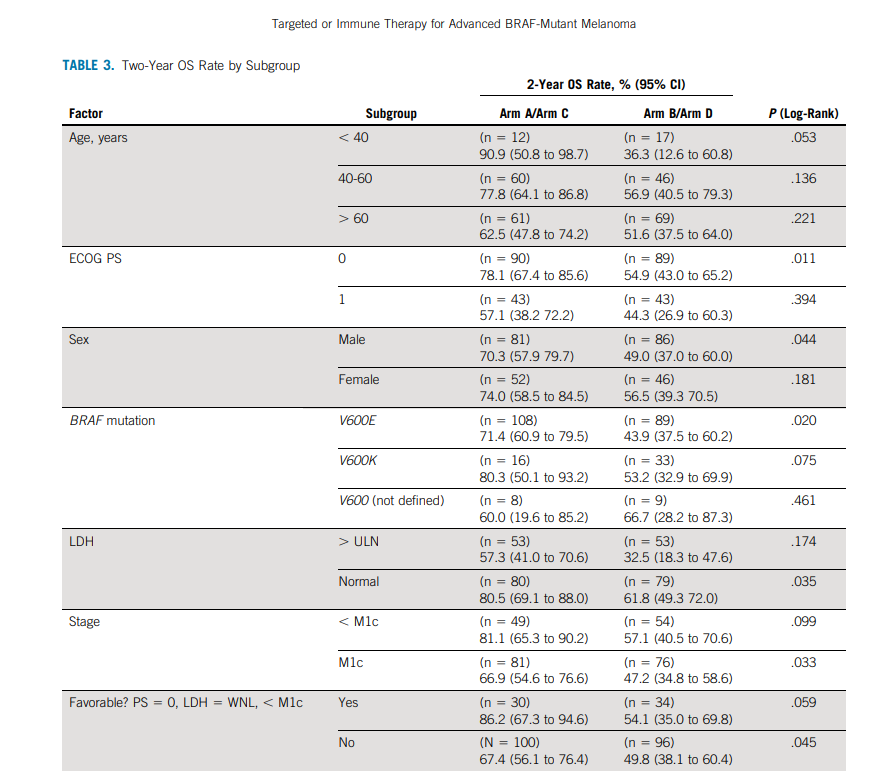 Targeted or Immune Therapy for Advanced BRAF-Mutant Melanoma
TABLE 3. Two-Year OS Rate by Subgroup
2-Year OS Rate, % (95% CI)
Factor Subgroup Arm A/Arm C Arm B/Arm D P (Log-Rank)
Age, years < 40 (n = 12) (n = 17) .053
90.9 (50.8 to 98.7) 36.3 (12.6 to 60.8)
40-60 (n = 60) (n = 46) .136
77.8 (64.1 to 86.8) 56.9 (40.5 to 79.3)
> 60 (n = 61) (n = 69) .221
62.5 (47.8 to 74.2) 51.6 (37.5 to 64.0)
ECOG PS 0 (n = 90) (n = 89) .011
78.1 (67.4 to 85.6) 54.9 (43.0 to 65.2)
1 (n = 43) (n = 43) .394
57.1 (38.2 72.2) 44.3 (26.9 to 60.3)
Sex Male (n = 81) (n = 86) .044
70.3 (57.9 79.7) 49.0 (37.0 to 60.0)
Female (n = 52) (n = 46) .181
74.0 (58.5 to 84.5) 56.5 (39.3 70.5)
BRAF mutation V600E (n = 108) (n = 89) .020
71.4 (60.9 to 79.5) 43.9 (37.5 to 60.2)
V600K (n = 16) (n = 33) .075
80.3 (50.1 to 93.2) 53.2 (32.9 to 69.9)
V600 (not defined) (n = 8) (n = 9) .461
60.0 (19.6 to 85.2) 66.7 (28.2 to 87.3)
LDH > ULN (n = 53) (n = 53) .174
57.3 (41.0 to 70.6) 32.5 (18.3 to 47.6)
Normal (n = 80) (n = 79) .035
80.5 (69.1 to 88.0) 61.8 (49.3 72.0)
Stage < M1c (n = 49) (n = 54) .099
81.1 (65.3 to 90.2) 57.1 (40.5 to 70.6)
M1c (n = 81) (n = 76) .033
66.9 (54.6 to 76.6) 47.2 (34.8 to 58.6)
Favorable? PS = 0, LDH = WNL, < M1c Yes (n = 30) (n = 34) .059
86.2 (67.3 to 94.6) 54.1 (35.0 to 69.8)
No (N = 100) (n = 96) .045
67.4 (56.1 to 76.4) 49.8 (38.1 to 60.4)